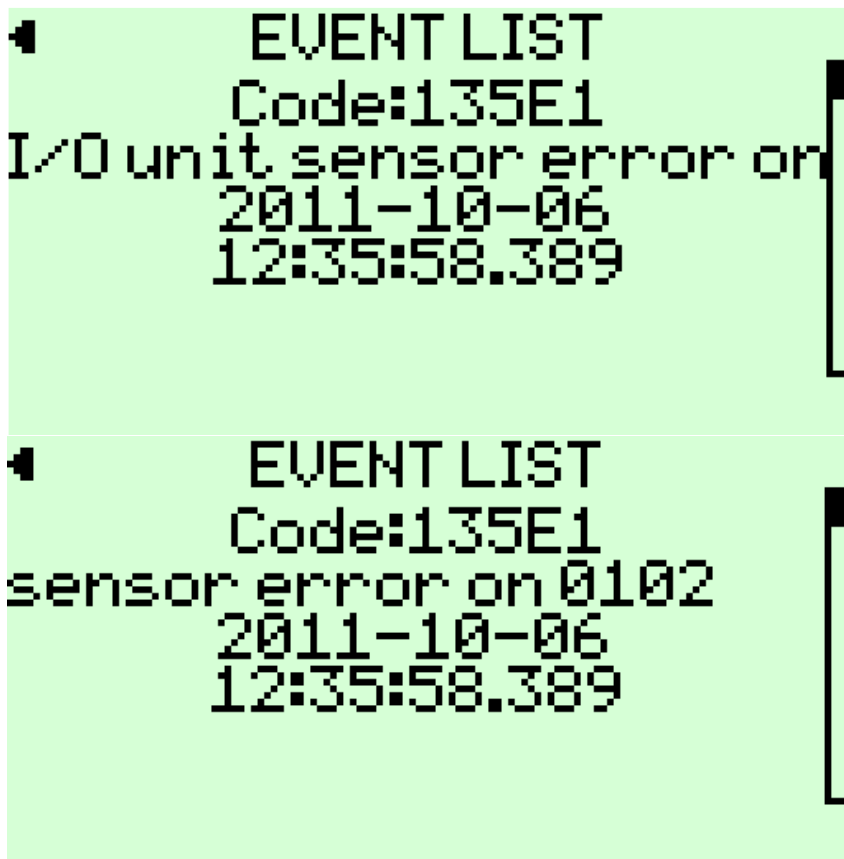 EVENT LIST
Code:135E1
I/O unit sensor error on
2011-10-06
12:35:58.389
EVENT LIST
Code:135E1
sensor error on 0102
2011-10-06
12:35:58.389